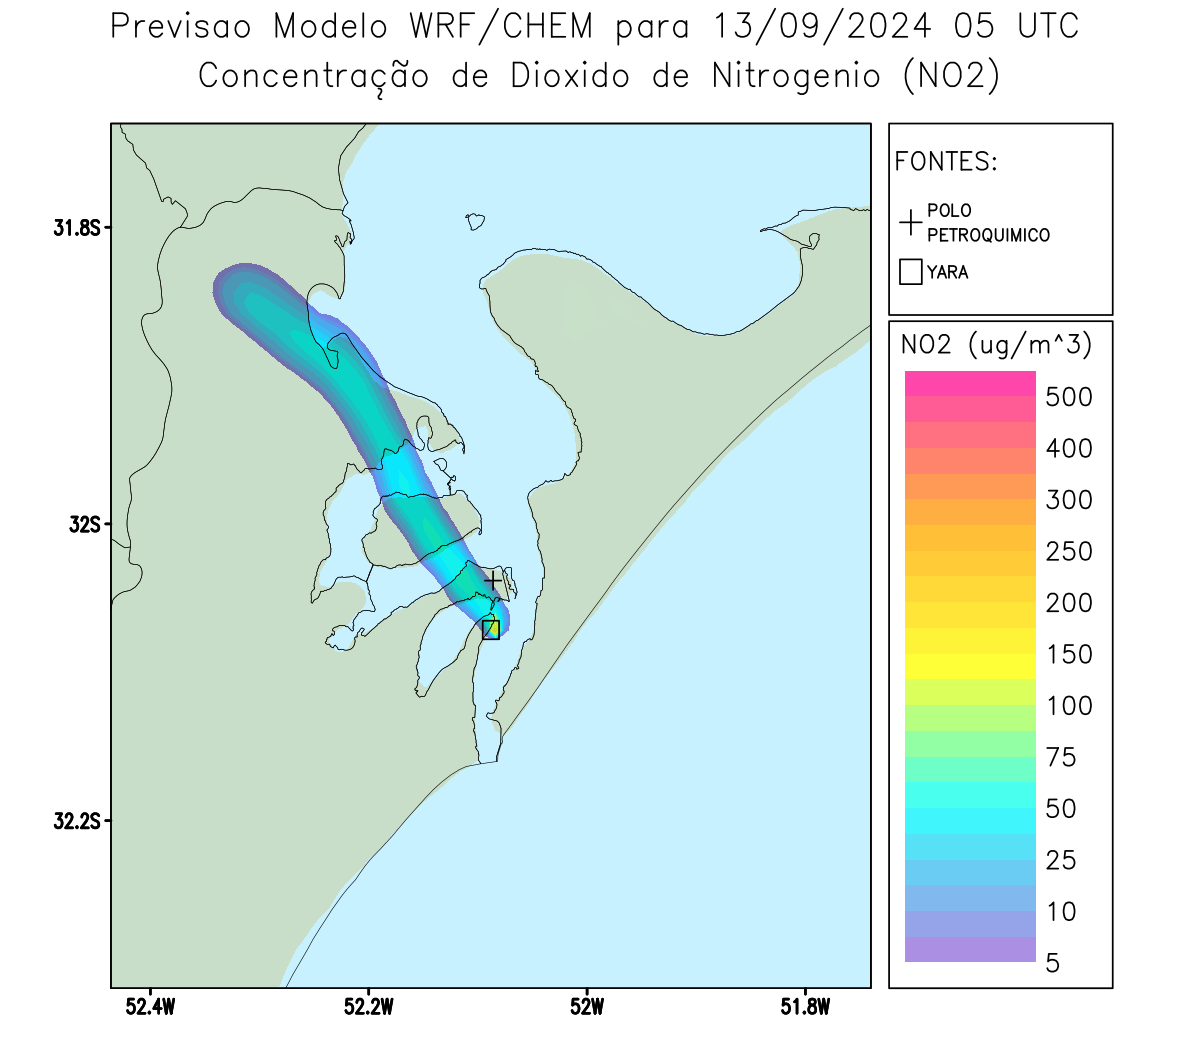 Previsao Modelo WRF/CHEM para 13/09/2024 05 UTC
Concentração de Dioxido de Nitrogenio (NO2)
FONTES:
POLO
PETROQUIMICO
YARA
31.8S
32S
32.2S
52.4W
52.2W
52W
51.8W
NO2 (ug/m^3)
500
400
300
250
200
150
100
75
50
25
10
5